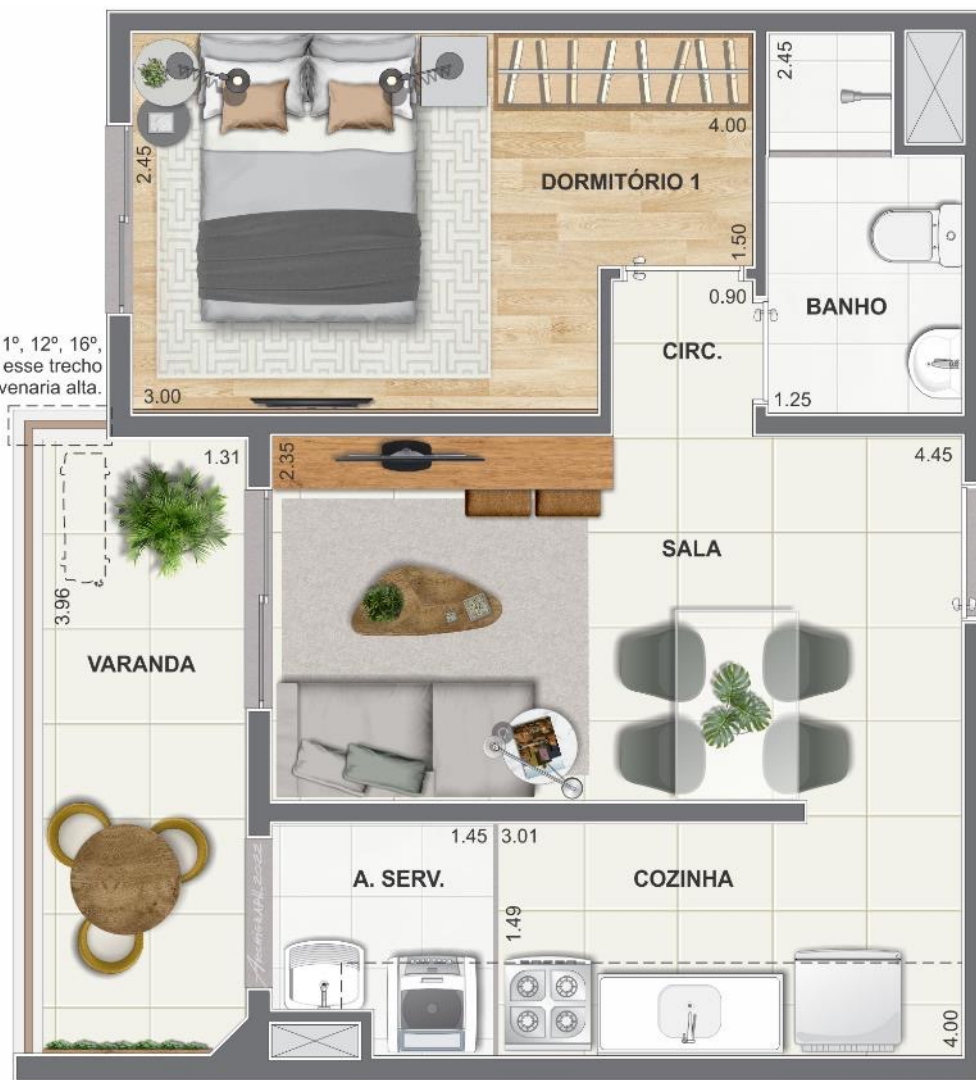 2.45
4.00
2.45
DORMITÓRIO 1
1.50
0.90
BANHO
1º, 12º, 16º,
esse trecho
venaria alta.
CIRC.
3.00
1.25
1.31
2.35
4.45
SALA
3.96
VARANDA
1.45
3.01
A. SERV.
COZINHA
1.49
ARCHIGRAPH, 2022
4.00